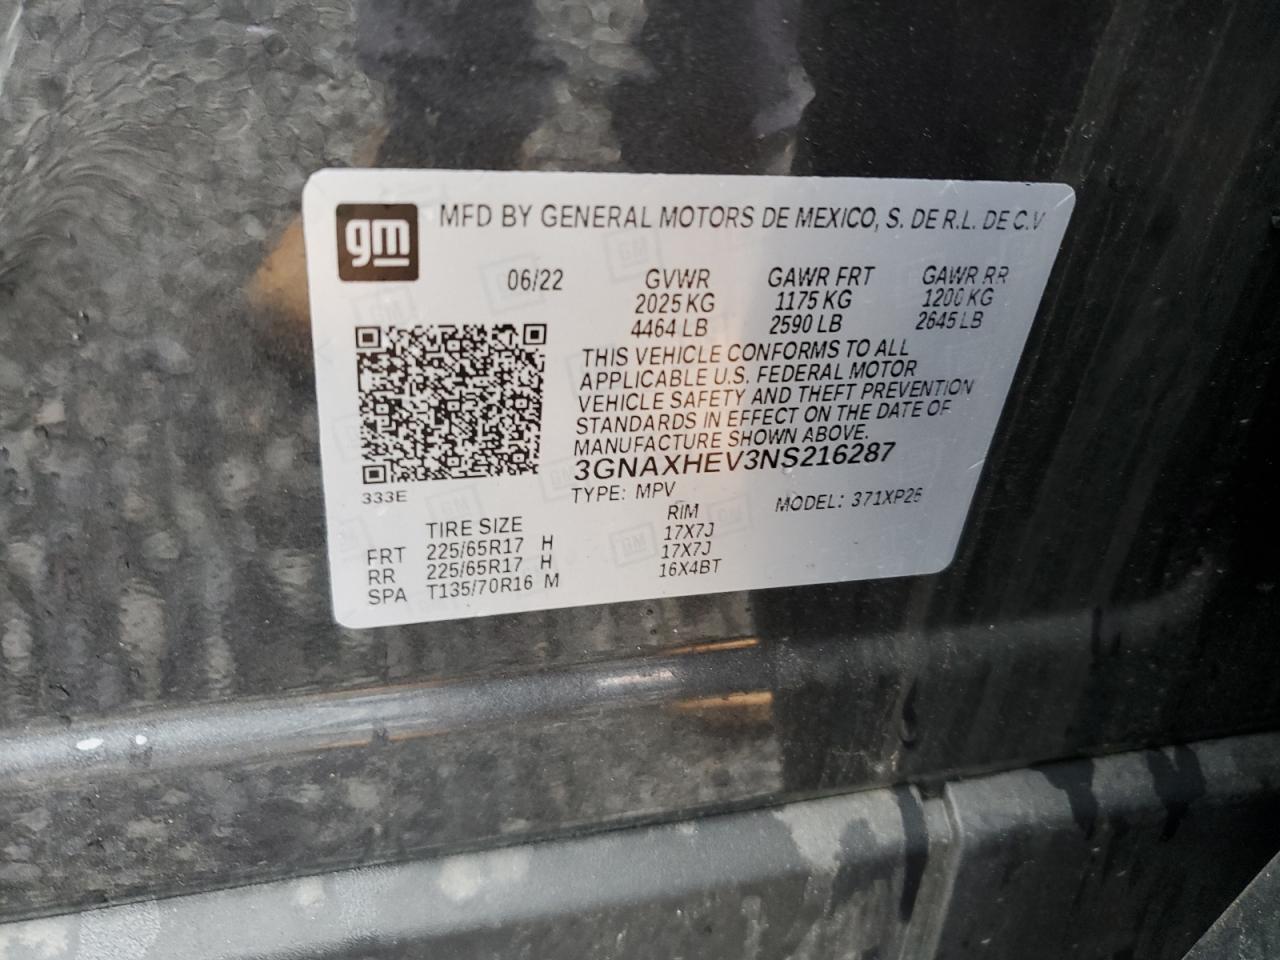 gm
MFD BY GENERAL MOTORS DE MEXICO, S. DE R.L. DE C.V
06/22 GVWR GAWR FRT GAWR RR
2025 KG 1175 KG 1200 KG
4464 LB 2590 LB 2645 LB
THIS VEHICLE CONFORMS TO ALL
APPLICABLE U.S. FEDERAL MOTOR
VEHICLE SAFETY AND THEFT PREVENTION
STANDARDS IN EFFECT ON THE DATE OF
MANUFACTURE SHOWN ABOVE.
3GNAXHEV3NS216287
333E
TYPE: MPV MODEL: 371XP26
TIRE SIZE RIM
FRT 225/65R17 H 17X7J
RR 225/65R17 H 17X7J
SPA T135/70R16 M 16X4BT